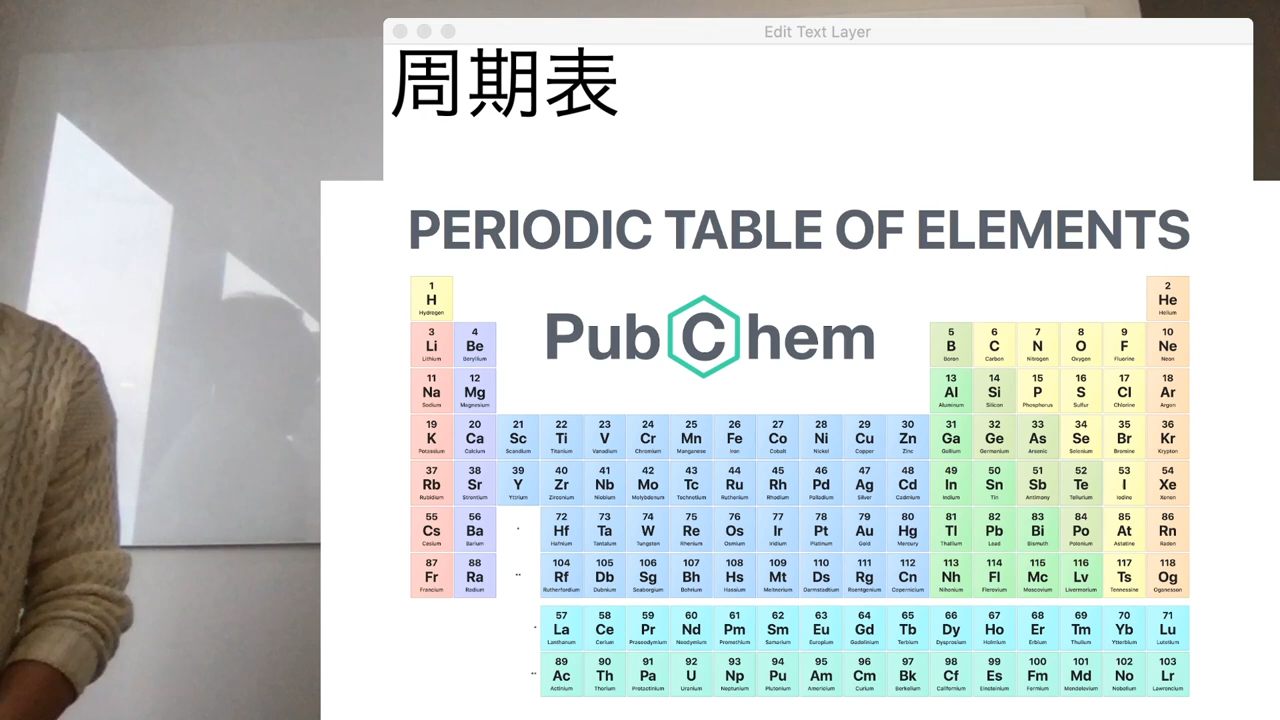 Edit Text Layer
周期表
PERIODIC TABLE OF ELEMENTS
PubChem
1 2
H He
Hydrogen Helium
3 4 5 6 7 8 9 10
Li Be B C N O F Ne
Lithium Beryllium Boron Carbon Nitrogen Oxygen Fluorine Neon
11 12 13 14 15 16 17 18
Na Mg Al Si P S Cl Ar
Sodium Magnesium Aluminum Silicon Phosphorus Sulfur Chlorine Argon
19 20 21 22 23 24 25 26 27 28 29 30 31 32 33 34 35 36
K Ca Sc Ti V Cr Mn Fe Co Ni Cu Zn Ga Ge As Se Br Kr
Potassium Calcium Scandium Titanium Vanadium Chromium Manganese Iron Cobalt Nickel Copper Zinc Gallium Germanium Arsenic Selenium Bromine Krypton
37 38 39 40 41 42 43 44 45 46 47 48 49 50 51 52 53 54
Rb Sr Y Zr Nb Mo Tc Ru Rh Pd Ag Cd In Sn Sb Te I Xe
Rubidium Strontium Yttrium Zirconium Niobium Molybdenum Technetium Ruthenium Rhodium Palladium Silver Cadmium Indium Tin Antimony Tellurium Iodine Xenon
55 56 * 72 73 74 75 76 77 78 79 80 81 82 83 84 85 86
Cs Ba Hf Ta W Re Os Ir Pt Au Hg Tl Pb Bi Po At Rn
Cesium Barium Hafnium Tantalum Tungsten Rhenium Osmium Iridium Platinum Gold Mercury Thallium Lead Bismuth Polonium Astatine Radon
87 88 ** 104 105 106 107 108 109 110 111 112 113 114 115 116 117 118
Fr Ra Rf Db Sg Bh Hs Mt Ds Rg Cn Nh Fl Mc Lv Ts Og
Francium Radium Rutherfordium Dubnium Seaborgium Bohrium Hassium Meitnerium Darmstadtium Roentgenium Copernicium Nihonium Flerovium Moscovium Livermorium Tennessine Oganesson
* 57 58 59 60 61 62 63 64 65 66 67 68 69 70 71
La Ce Pr Nd Pm Sm Eu Gd Tb Dy Ho Er Tm Yb Lu
Lanthanum Cerium Praseodymium Neodymium Promethium Samarium Europium Gadolinium Terbium Dysprosium Holmium Erbium Thulium Ytterbium Lutetium
** 89 90 91 92 93 94 95 96 97 98 99 100 101 102 103
Ac Th Pa U Np Pu Am Cm Bk Cf Es Fm Md No Lr
Actinium Thorium Protactinium Uranium Neptunium Plutonium Americium Curium Berkelium Californium Einsteinium Fermium Mendelevium Nobelium Lawrencium